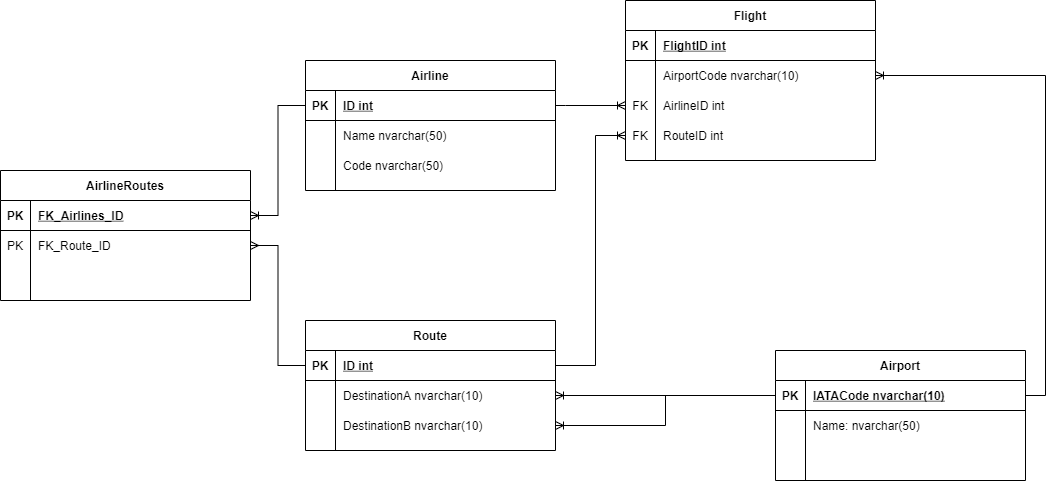 Flight
PK FlightID int
AirportCode nvarchar(10)
FK AirlineID int
FK RouteID int
Airline
PK ID int
Name nvarchar(50)
Code nvarchar(50)
AirlineRoutes
PK FK_Airlines_ID
PK FK_Route_ID
Route
PK ID int
DestinationA nvarchar(10)
DestinationB nvarchar(10)
Airport
PK IATACode nvarchar(10)
Name: nvarchar(50)